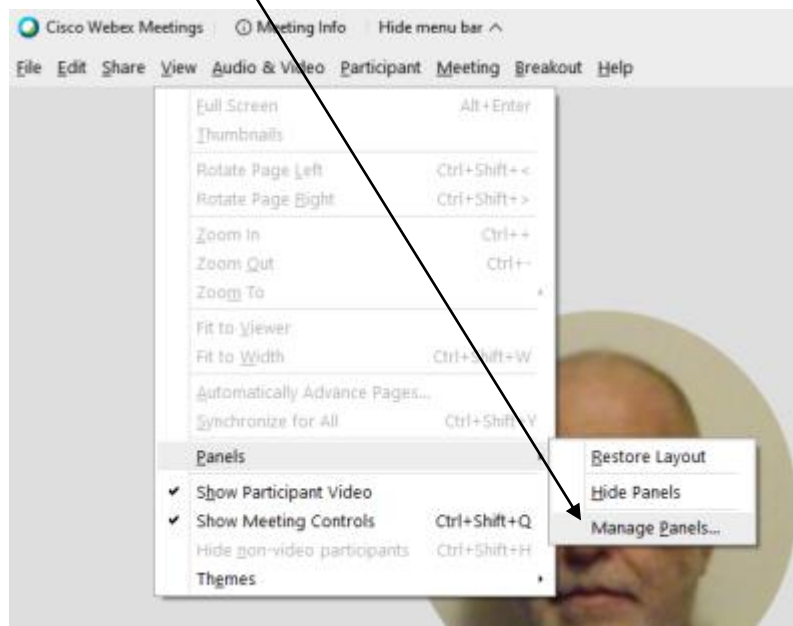 Cisco Webex Meetings Meeting Info Hide menu bar
File Edit Share View Audio & Video Participant Meeting Breakout Help
Full Screen Alt+Enter
Thumbnails
Rotate Page Left Ctrl+Shift+<
Rotate Page Right Ctrl+Shift+>
Zoom In Ctrl++
Zoom Out Ctrl+-
Zoom To
Fit to Viewer
Fit to Width Ctrl+Shift+W
Automatically Advance Pages...
Synchronize for All Ctrl+Shift+Y
Panels
Restore Layout
Show Participant Video
Hide Panels
Show Meeting Controls Ctrl+Shift+Q
Manage Panels...
Hide non-video participants Ctrl+Shift+H
Themes